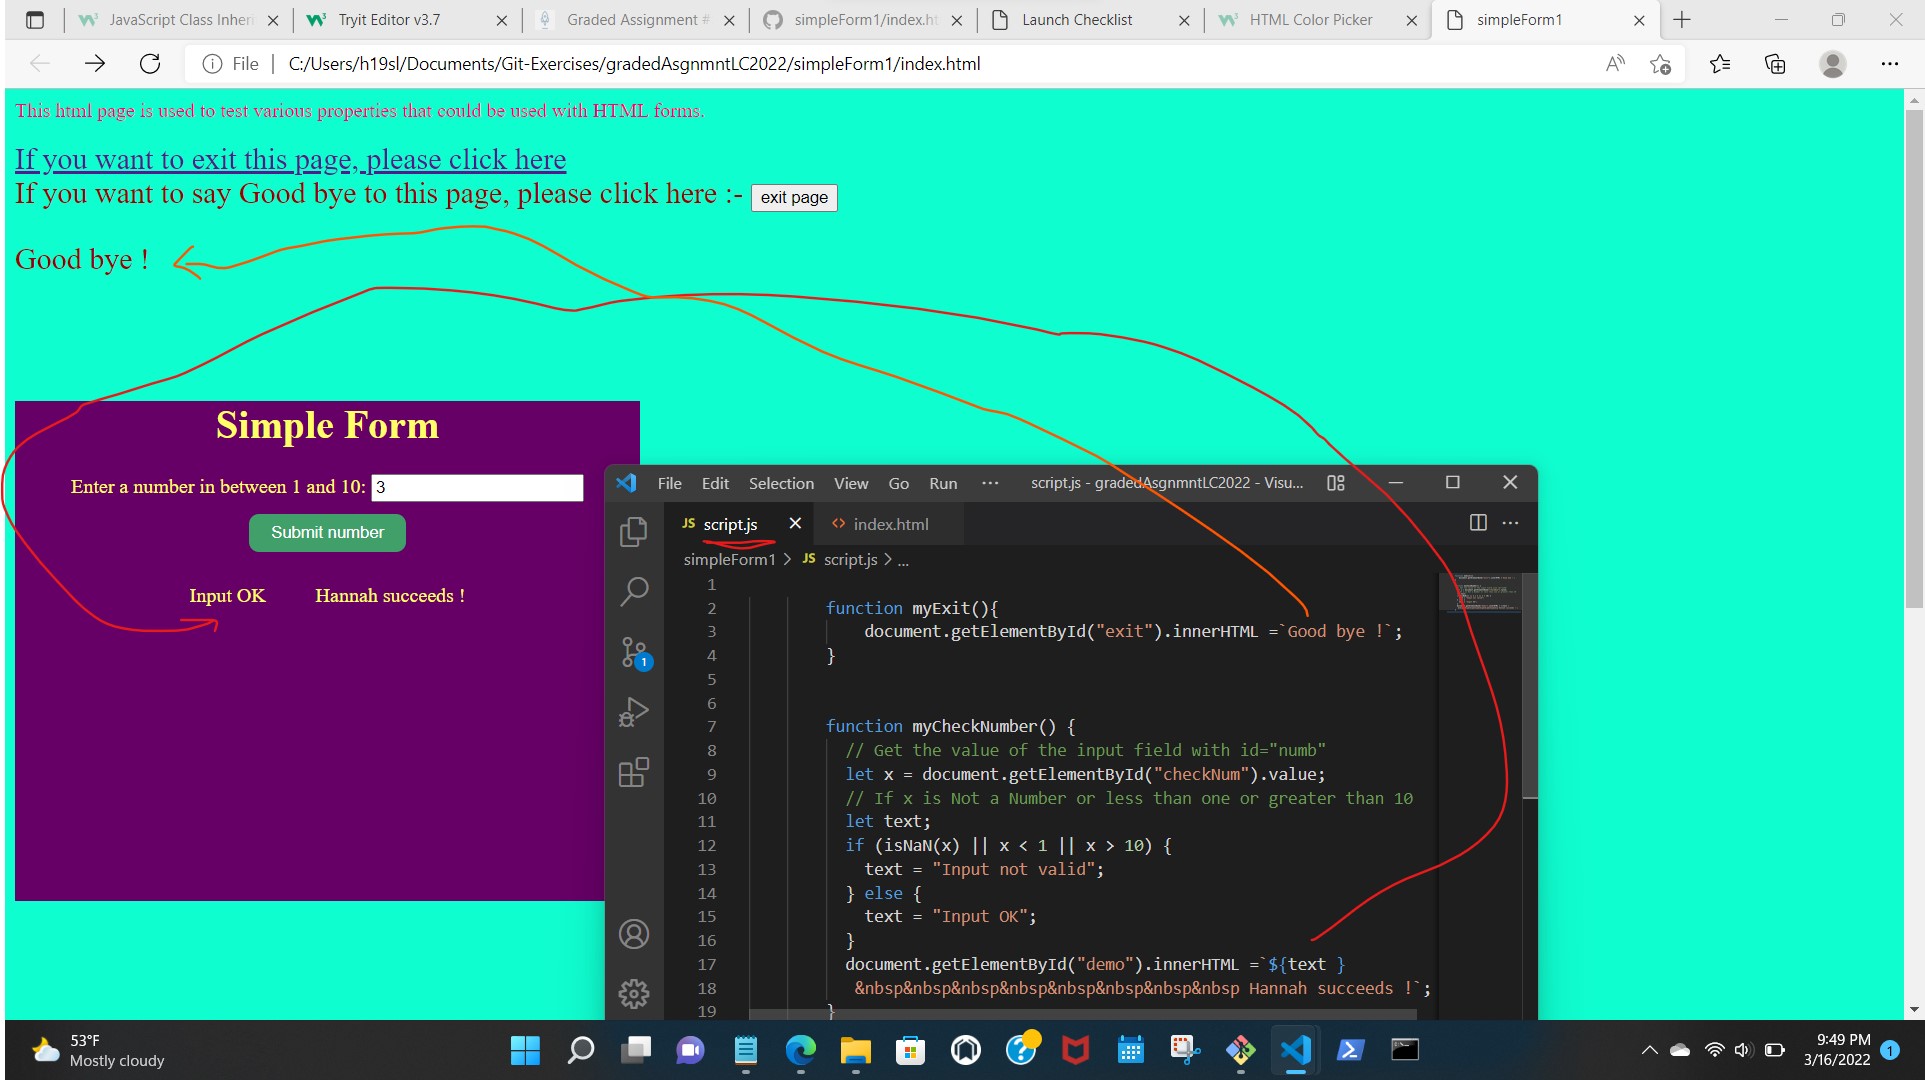 JavaScript Class Inheri
Tryit Editor v3.7
Graded Assignment #
simpleForm1/index.ht
Launch Checklist
HTML Color Picker
simpleForm1
File
C:/Users/h19sl/Documents/Git-Exercises/gradedAsgnmntLC2022/simpleForm1/index.html
This html page is used to test various properties that could be used with HTML forms.
If you want to exit this page, please click here
If you want to say Good bye to this page, please click here :- exit page
Good bye !
Simple Form
Enter a number in between 1 and 10: 3
Submit number
Input OK Hannah succeeds !
File Edit Selection View Go Run ··· script.js - gradedAsgnmntLC2022 - Visu...
JS script.js <> index.html ···
simpleForm1 > JS script.js > ...
1
1
2 function myExit(){
3 document.getElementById("exit").innerHTML =`Good bye !`;
4 }
5
6
7 function myCheckNumber() {
8 // Get the value of the input field with id="numb"
9 let x = document.getElementById("checkNum").value;
10 // If x is Not a Number or less than one or greater than 10
11 let text;
12 if (isNaN(x) || x < 1 || x > 10) {
13 text = "Input not valid";
14 } else {
15 text = "Input OK";
16 }
17 document.getElementById("demo").innerHTML =`${text }
18 &nbsp&nbsp&nbsp&nbsp&nbsp&nbsp&nbsp&nbsp Hannah succeeds !`;
19 }
53°F
Mostly cloudy
9:49 PM
3/16/2022
1